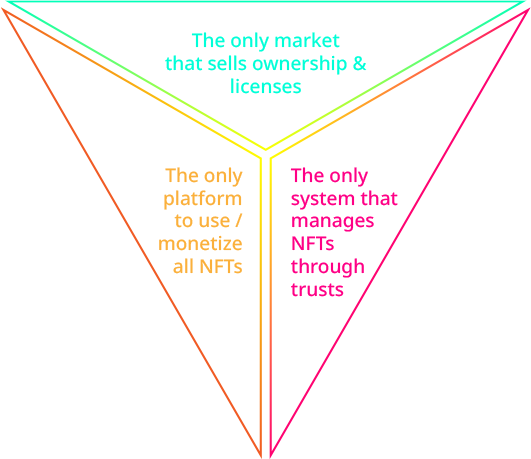 The only market
that sells ownership &
licenses
The only
platform
to use /
monetize
all NFTs
The only
system that
manages
NFTs
through
trusts